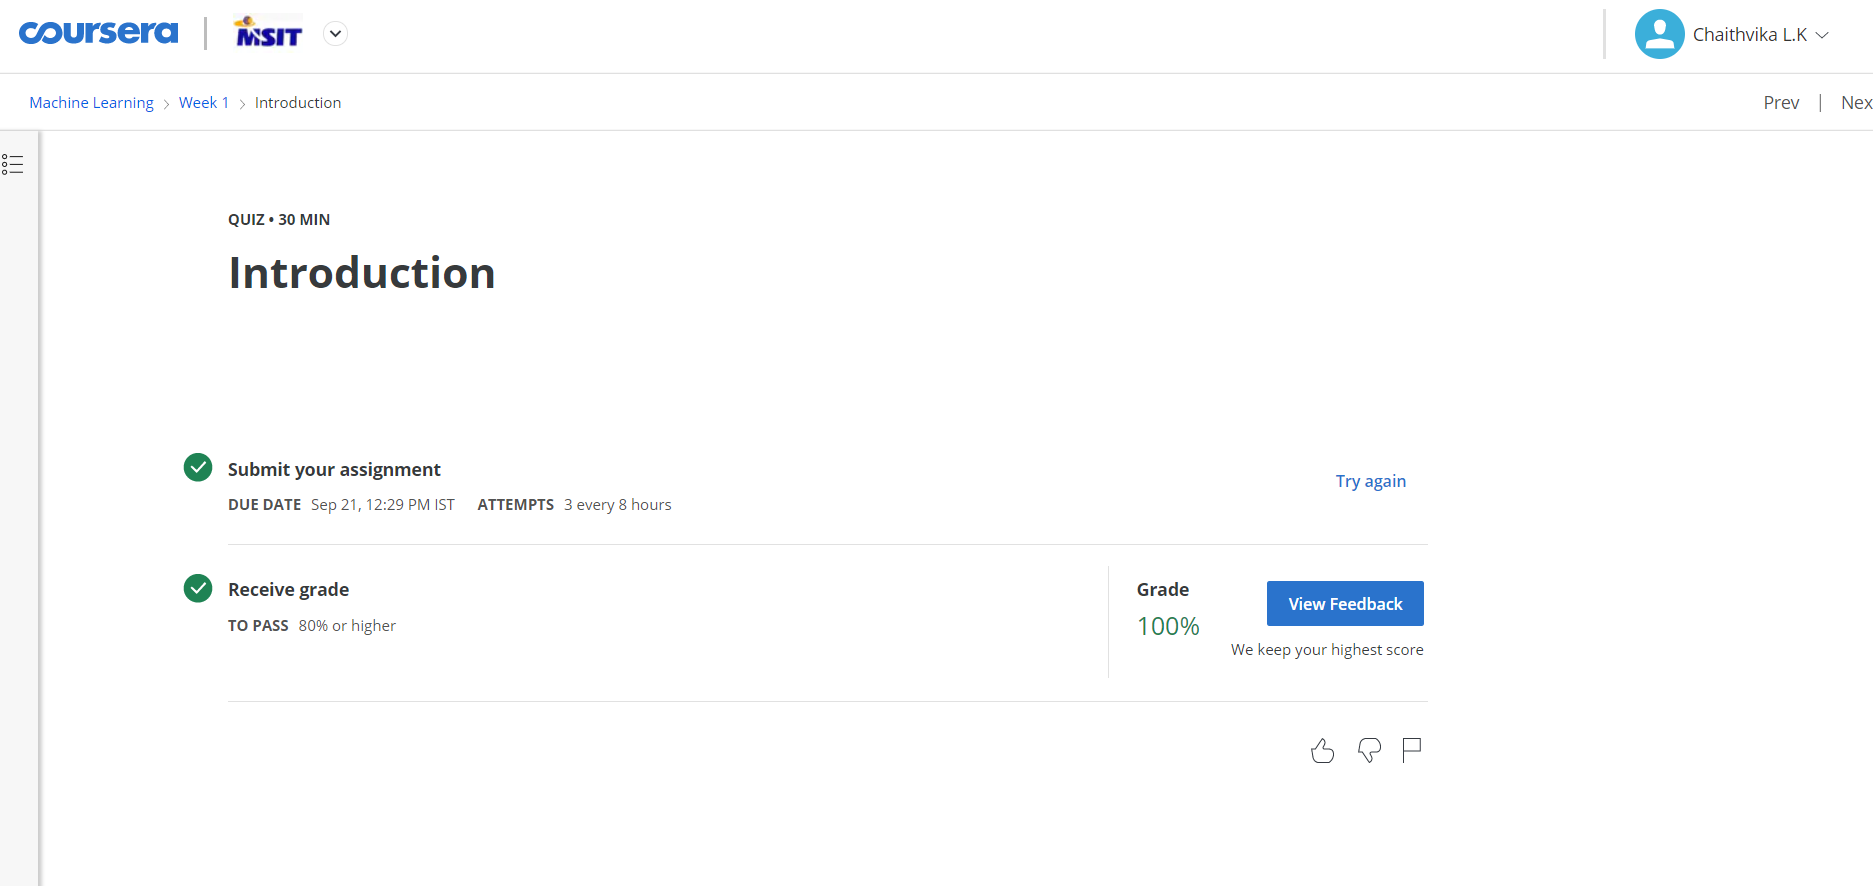 coursera
MSIT
Chaithvika L.K
Machine Learning > Week 1 > Introduction
Prev | Nex
QUIZ • 30 MIN
Introduction
Submit your assignment
DUE DATE Sep 21, 12:29 PM IST ATTEMPTS 3 every 8 hours
Try again
Receive grade
TO PASS 80% or higher
Grade
100%
View Feedback
We keep your highest score